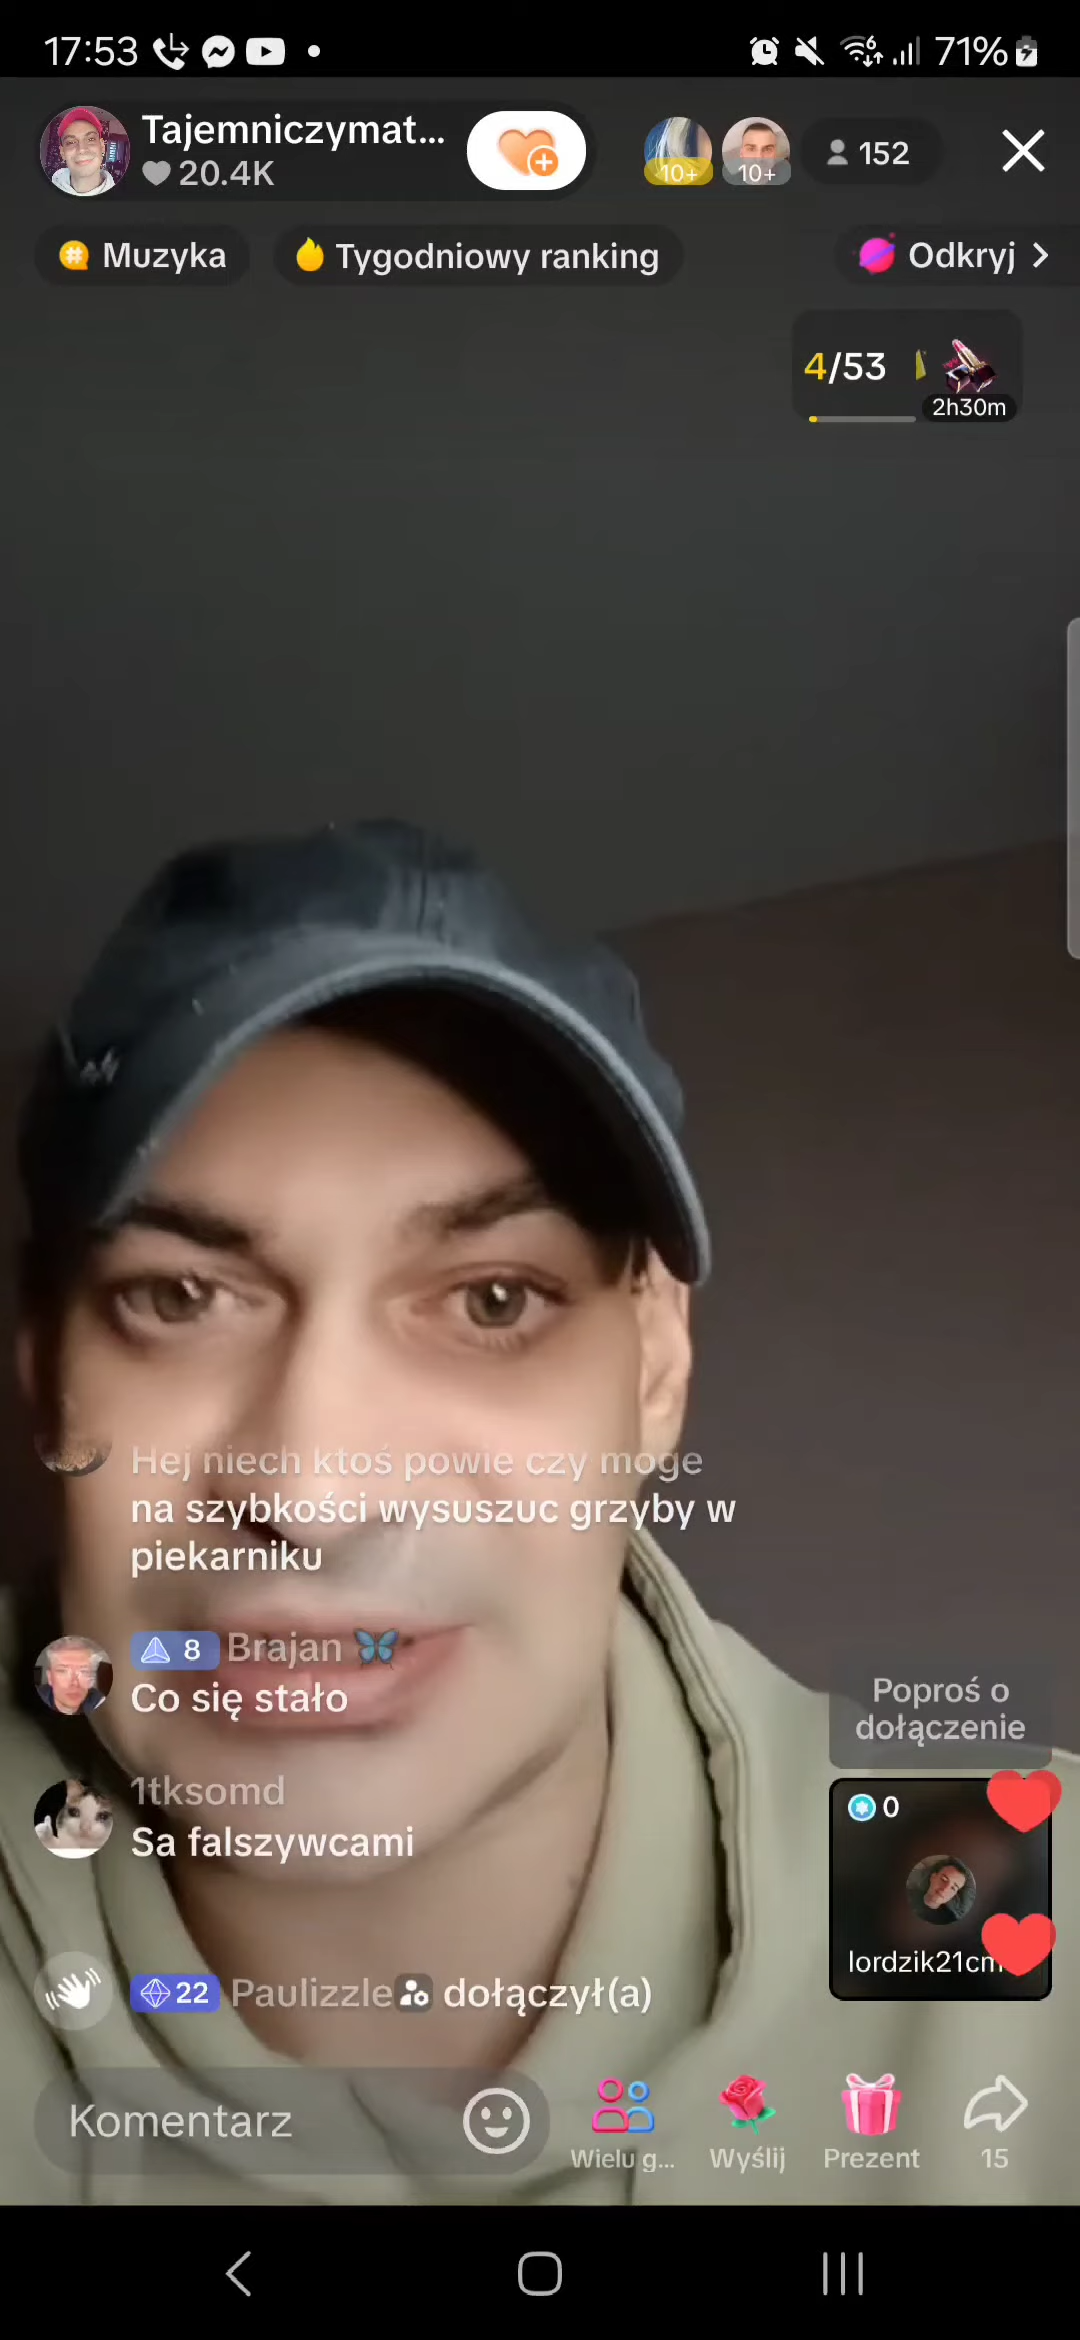 17:53
71%
Tajemniczymat...
20.4K
10+
10+
152
Muzyka
Tygodniowy ranking
Odkryj >
4/53
2h30m
Hej niech ktoś powie czy moge
na szybkości wysuszuc grzyby w
piekarniku
8 Brajan
Co się stało
1tksomd
Sa falszywcami
22 Paulizzle dołączył(a)
Poproś o
dołączenie
0
lordzik21cm
Komentarz
Wielu g...
Wyślij
Prezent
15